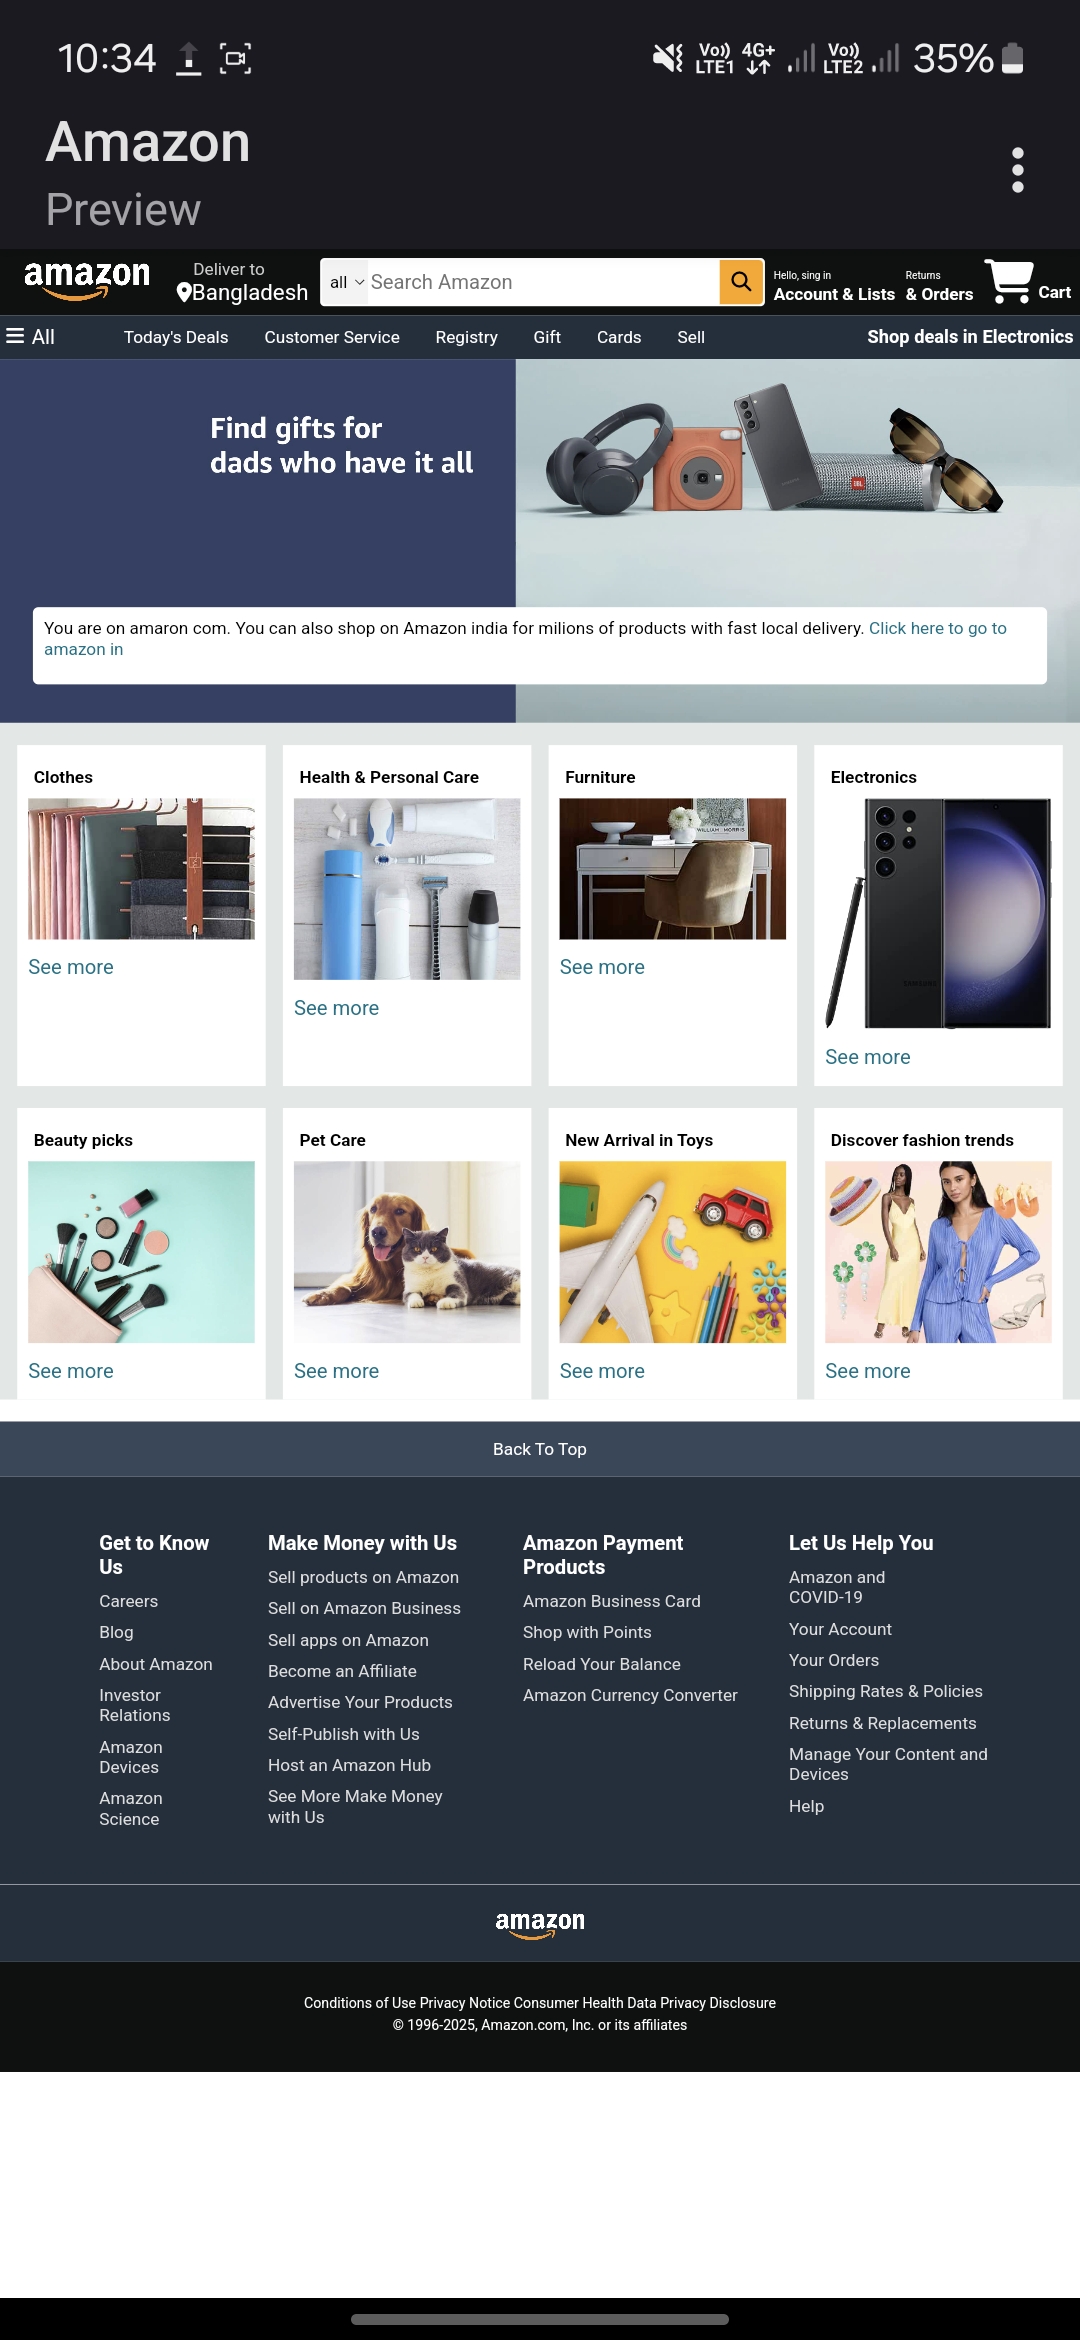 10:34
Vo)) LTE1 4G+ Vo)) LTE2 35%
Amazon
Preview
amazon
Deliver to
Bangladesh
all
Search Amazon
Hello, sing in
Account & Lists
Returns
& Orders
Cart
All
Today's Deals
Customer Service
Registry
Gift
Cards
Sell
Shop deals in Electronics
Find gifts for
dads who have it all
JBL
You are on amaron com. You can also shop on Amazon india for milions of products with fast local delivery. Click here to go to
amazon in
Clothes
Health & Personal Care
Furniture
Electronics
WILLIAM MORRIS
See more
See more
See more
See more
Beauty picks
Pet Care
New Arrival in Toys
Discover fashion trends
See more
See more
See more
See more
Back To Top
Get to Know
Us
Careers
Blog
About Amazon
Investor
Relations
Amazon
Devices
Amazon
Science
Make Money with Us
Sell products on Amazon
Sell on Amazon Business
Sell apps on Amazon
Become an Affiliate
Advertise Your Products
Self-Publish with Us
Host an Amazon Hub
See More Make Money
with Us
Amazon Payment
Products
Amazon Business Card
Shop with Points
Reload Your Balance
Amazon Currency Converter
Let Us Help You
Amazon and
COVID-19
Your Account
Your Orders
Shipping Rates & Policies
Returns & Replacements
Manage Your Content and
Devices
Help
amazon
Conditions of Use Privacy Notice Consumer Health Data Privacy Disclosure
© 1996-2025, Amazon.com, Inc. or its affiliates